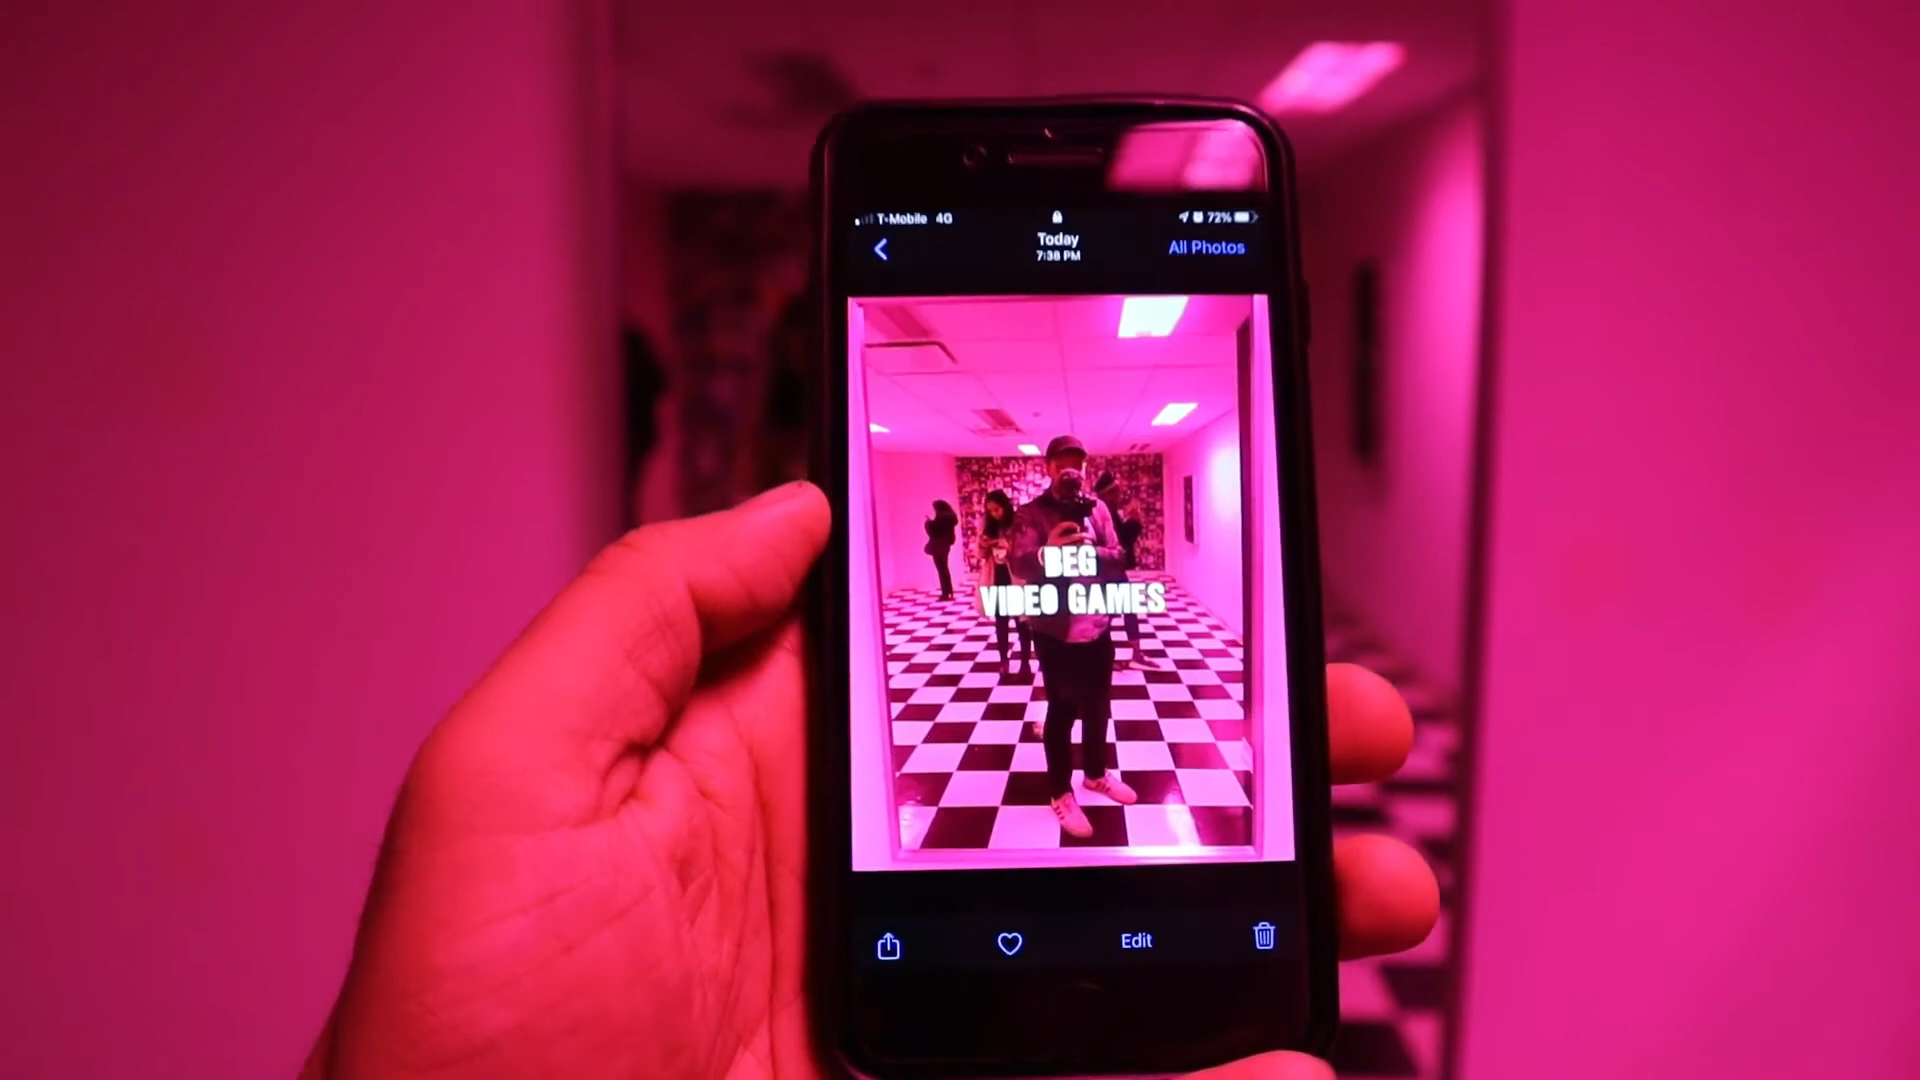 T-Mobile 4G
72%
Today
7:38 PM
All Photos
BEG
VIDEO GAMES
Edit